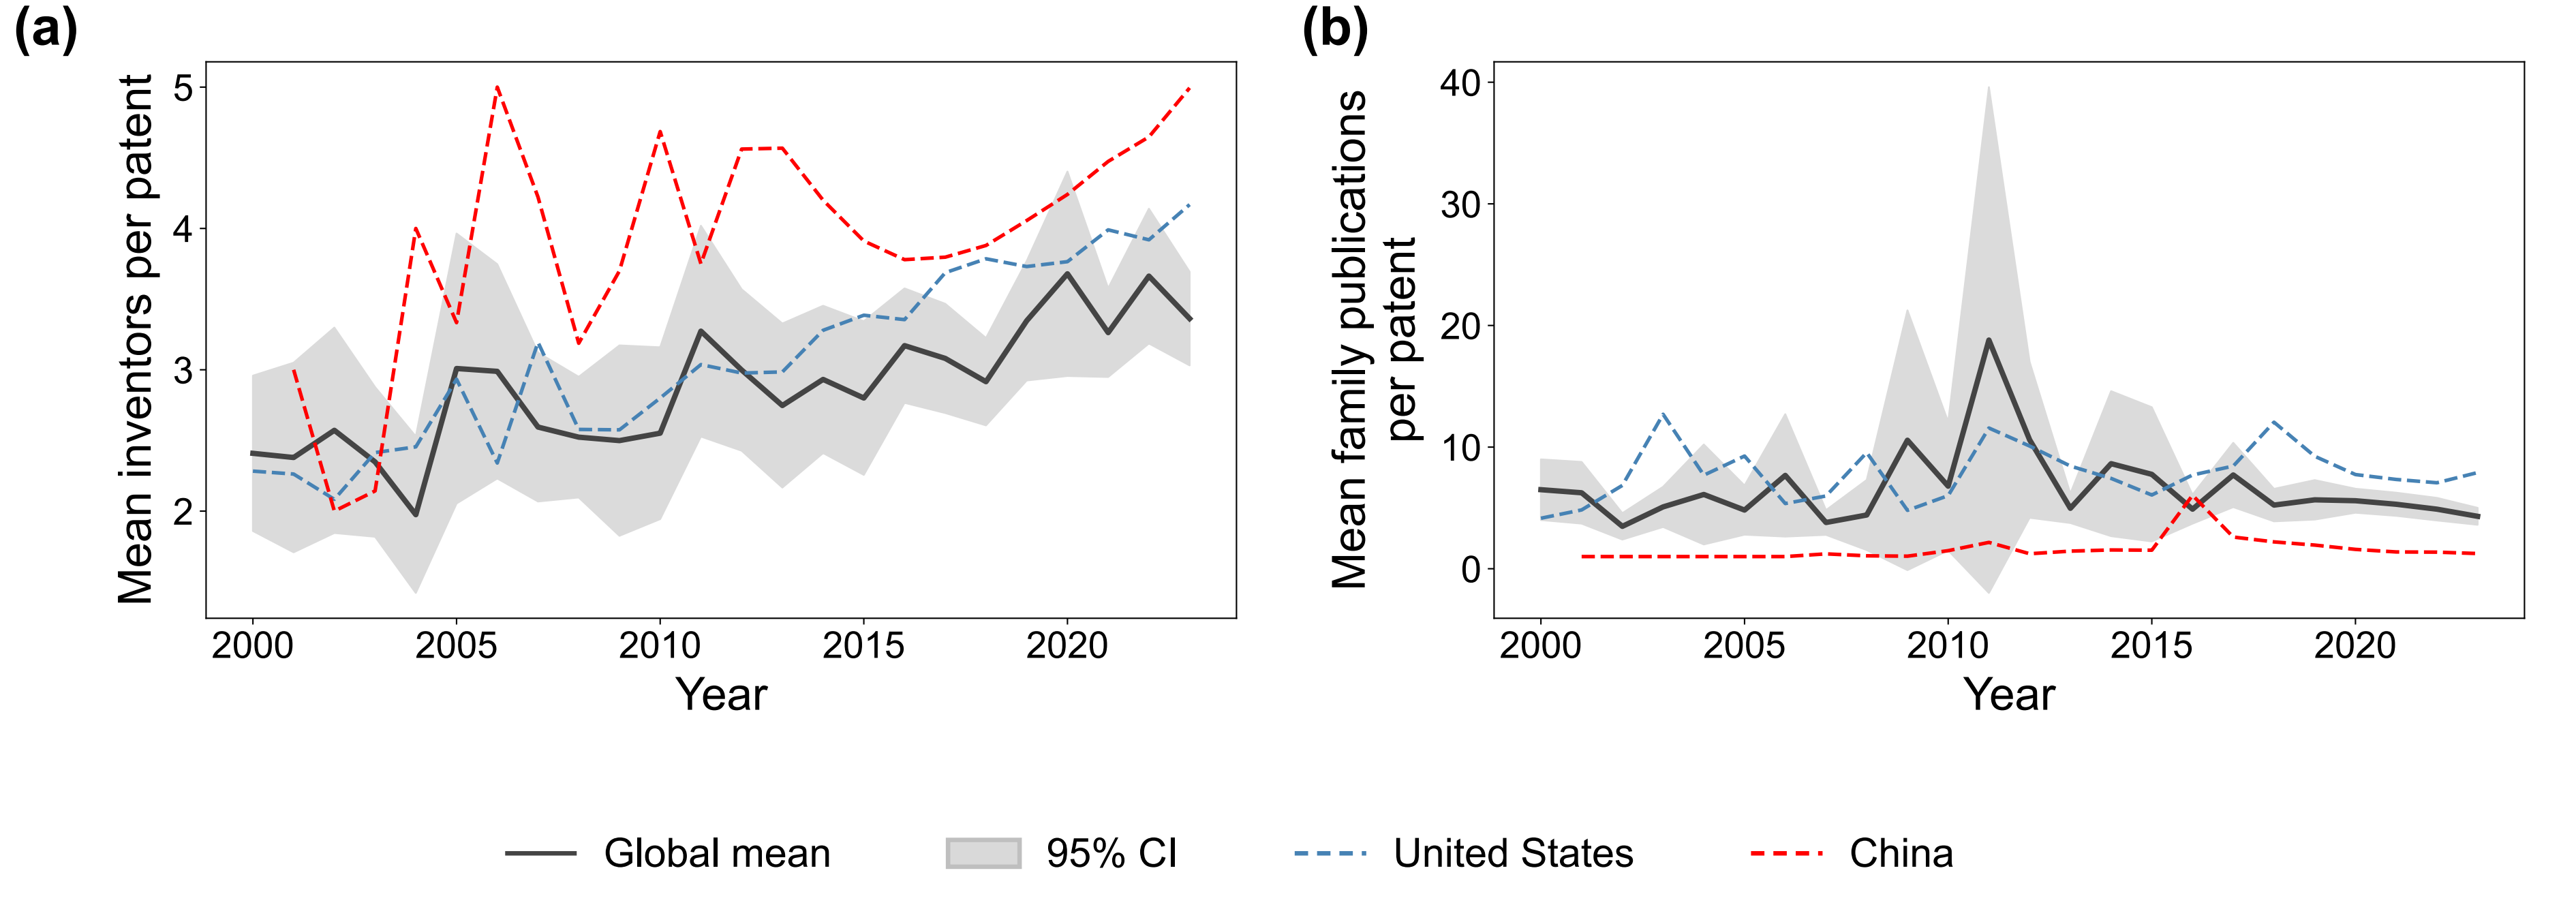 (a)
Mean inventors per patent
5
4
3
2
2000 2005 2010 2015 2020
Year
(b)
Mean family publications
per patent
40
30
20
10
0
2000 2005 2010 2015 2020
Year
Global mean 95% CI United States China